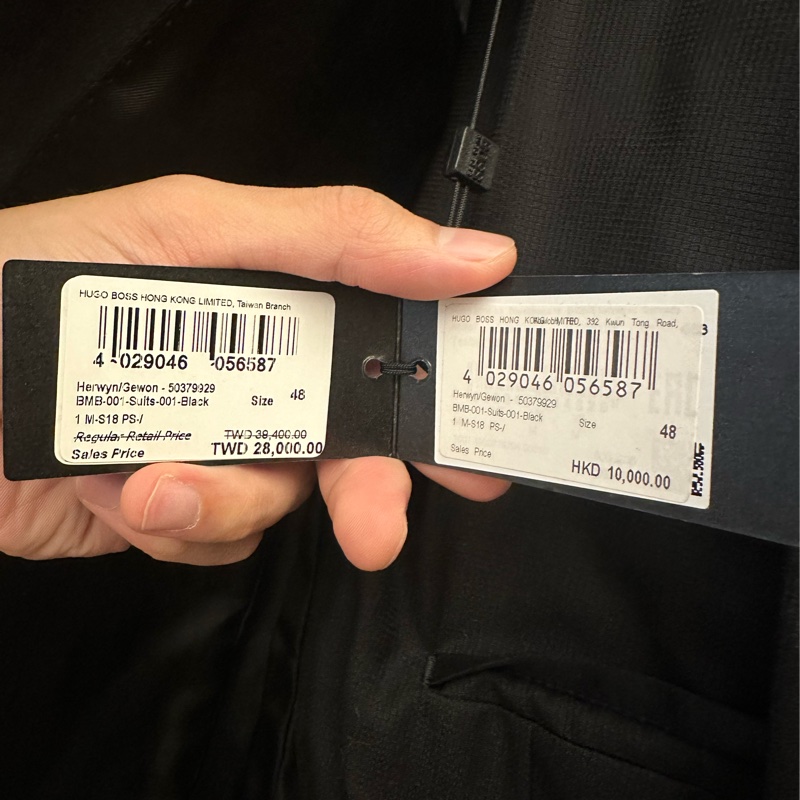 HUGO BOSS HONG KONG LIMITED, Taiwan Branch
4 029046 056587
Herwyn/Gewon - 50379929
BMB-001-Suits-001-Black
Size 48
1 M-S18 PS-/
Regular Retail Price TWD 39,400.00
Sales Price TWD 28,000.00
HUGO BOSS HONG KONG LIMITED, 392 Kwun Tong Road,
4 029046 056587
Herwyn/Gewon - 50379929
BMB-001-Suits-001-Black
1 M-S18 PS-/
Size 48
Sales Price
HKD 10,000.00
3